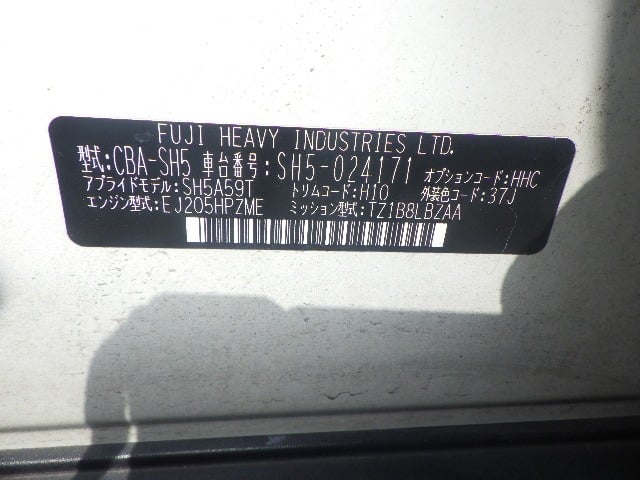 FUJI HEAVY INDUSTRIES LTD.
型式:CBA-SH5 車台番号:SH5-024171 オプションコード:HHC
アプライドモデル:SH5A59T トリムコード:H10 外装色コード:37J
エンジン型式:EJ205HPZME ミッション型式:TZ1B8LBZAA